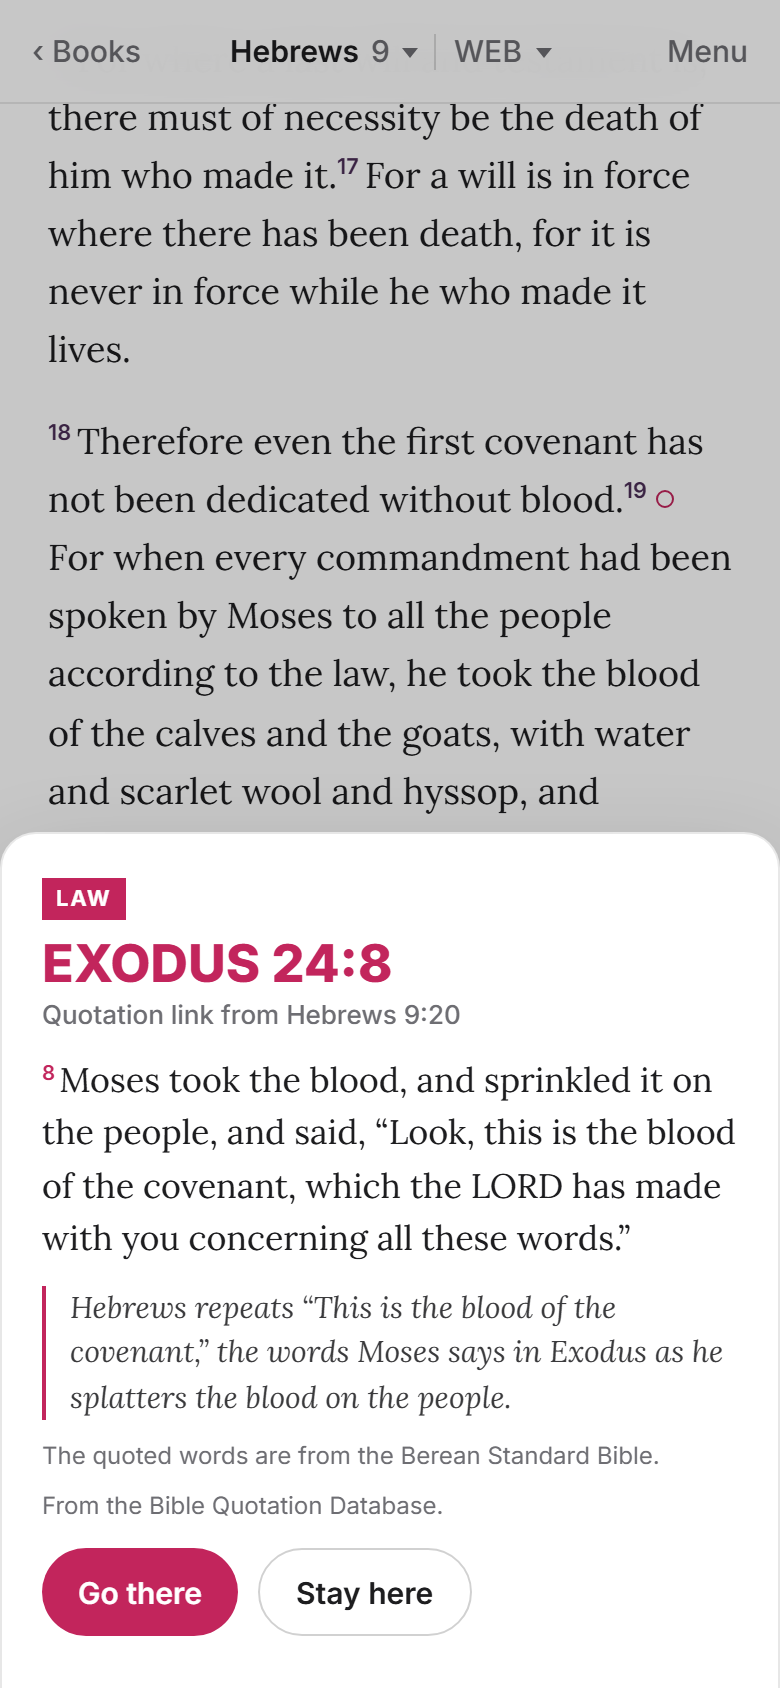 ‹ Books Hebrews 9 WEB Menu
there must of necessity be the death of
him who made it.17 For a will is in force
where there has been death, for it is
never in force while he who made it
lives.
18 Therefore even the first covenant has
not been dedicated without blood.19
For when every commandment had been
spoken by Moses to all the people
according to the law, he took the blood
of the calves and the goats, with water
and scarlet wool and hyssop, and
LAW
EXODUS 24:8
Quotation link from Hebrews 9:20
8 Moses took the blood, and sprinkled it on
the people, and said, “Look, this is the blood
of the covenant, which the LORD has made
with you concerning all these words.”
Hebrews repeats “This is the blood of the
covenant,” the words Moses says in Exodus as he
splatters the blood on the people.
The quoted words are from the Berean Standard Bible.
From the Bible Quotation Database.
Go there Stay here